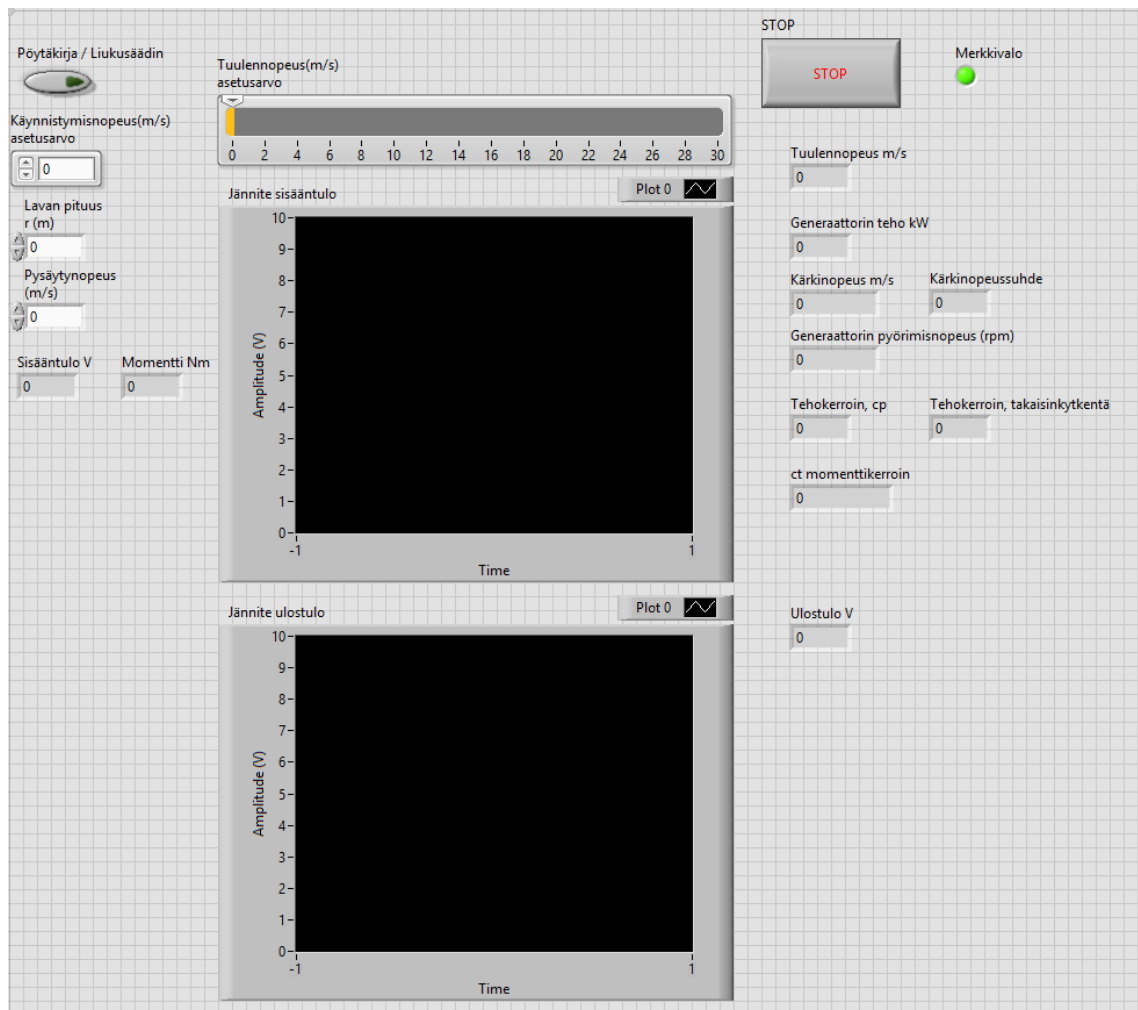 STOP
Pöytäkirja / Liukusäädin
Tuulennopeus(m/s)
asetusarvo
STOP
Merkkivalo
Käynnistymisnopeus(m/s)
asetusarvo
0
0 2 4 6 8 10 12 14 16 18 20 22 24 26 28 30
Tuulennopeus m/s
0
Lavan pituus
r (m)
0
Pysäytynopeus
(m/s)
0
Sisääntulo V
0
Momentti Nm
0
Jännite sisääntulo
Plot 0
10
9
8
7
6
5
4
3
2
1
0
Amplitude (V)
-1 1
Time
Generaattorin teho kW
0
Kärkinopeus m/s
0
Kärkinopeussuhde
0
Generaattorin pyörimisnopeus (rpm)
0
Tehokerroin, cp
0
Tehokerroin, takaisinkytkentä
0
ct momenttikerroin
0
Jännite ulostulo
Plot 0
10
9
8
7
6
5
4
3
2
1
0
Amplitude (V)
-1 1
Time
Ulostulo V
0